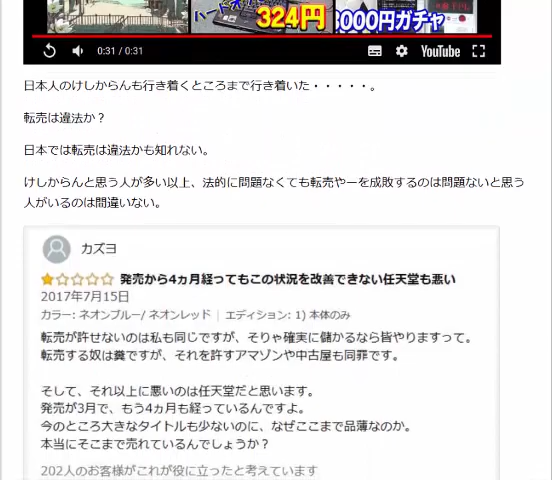 ハードオフ
324円
3000円ガチャ
0:31 / 0:31
YouTube
日本人のけしからんも行き着くところまで行き着いた・・・・・。
転売は違法か？
日本では転売は違法かも知れない。
けしからんと思う人が多い以上、法的に問題なくても転売やーを成敗するのは問題ないと思う
人がいるのは間違いない。
カズヨ
発売から4ヵ月経ってもこの状況を改善できない任天堂も悪い
2017年7月15日
カラー: ネオンブルー/ ネオンレッド | エディション: 1) 本体のみ
転売が許せないのは私も同じですが、そりゃ確実に儲かるなら皆やりますって。
転売する奴は糞ですが、それを許すアマゾンや中古屋も同罪です。
そして、それ以上に悪いのは任天堂だと思います。
発売が3月で、もう4ヵ月も経っているんですよ。
今のところ大きなタイトルも少ないのに、なぜここまで品薄なのか。
本当にそこまで売れているんでしょうか？
202人のお客様がこれが役に立ったと考えています